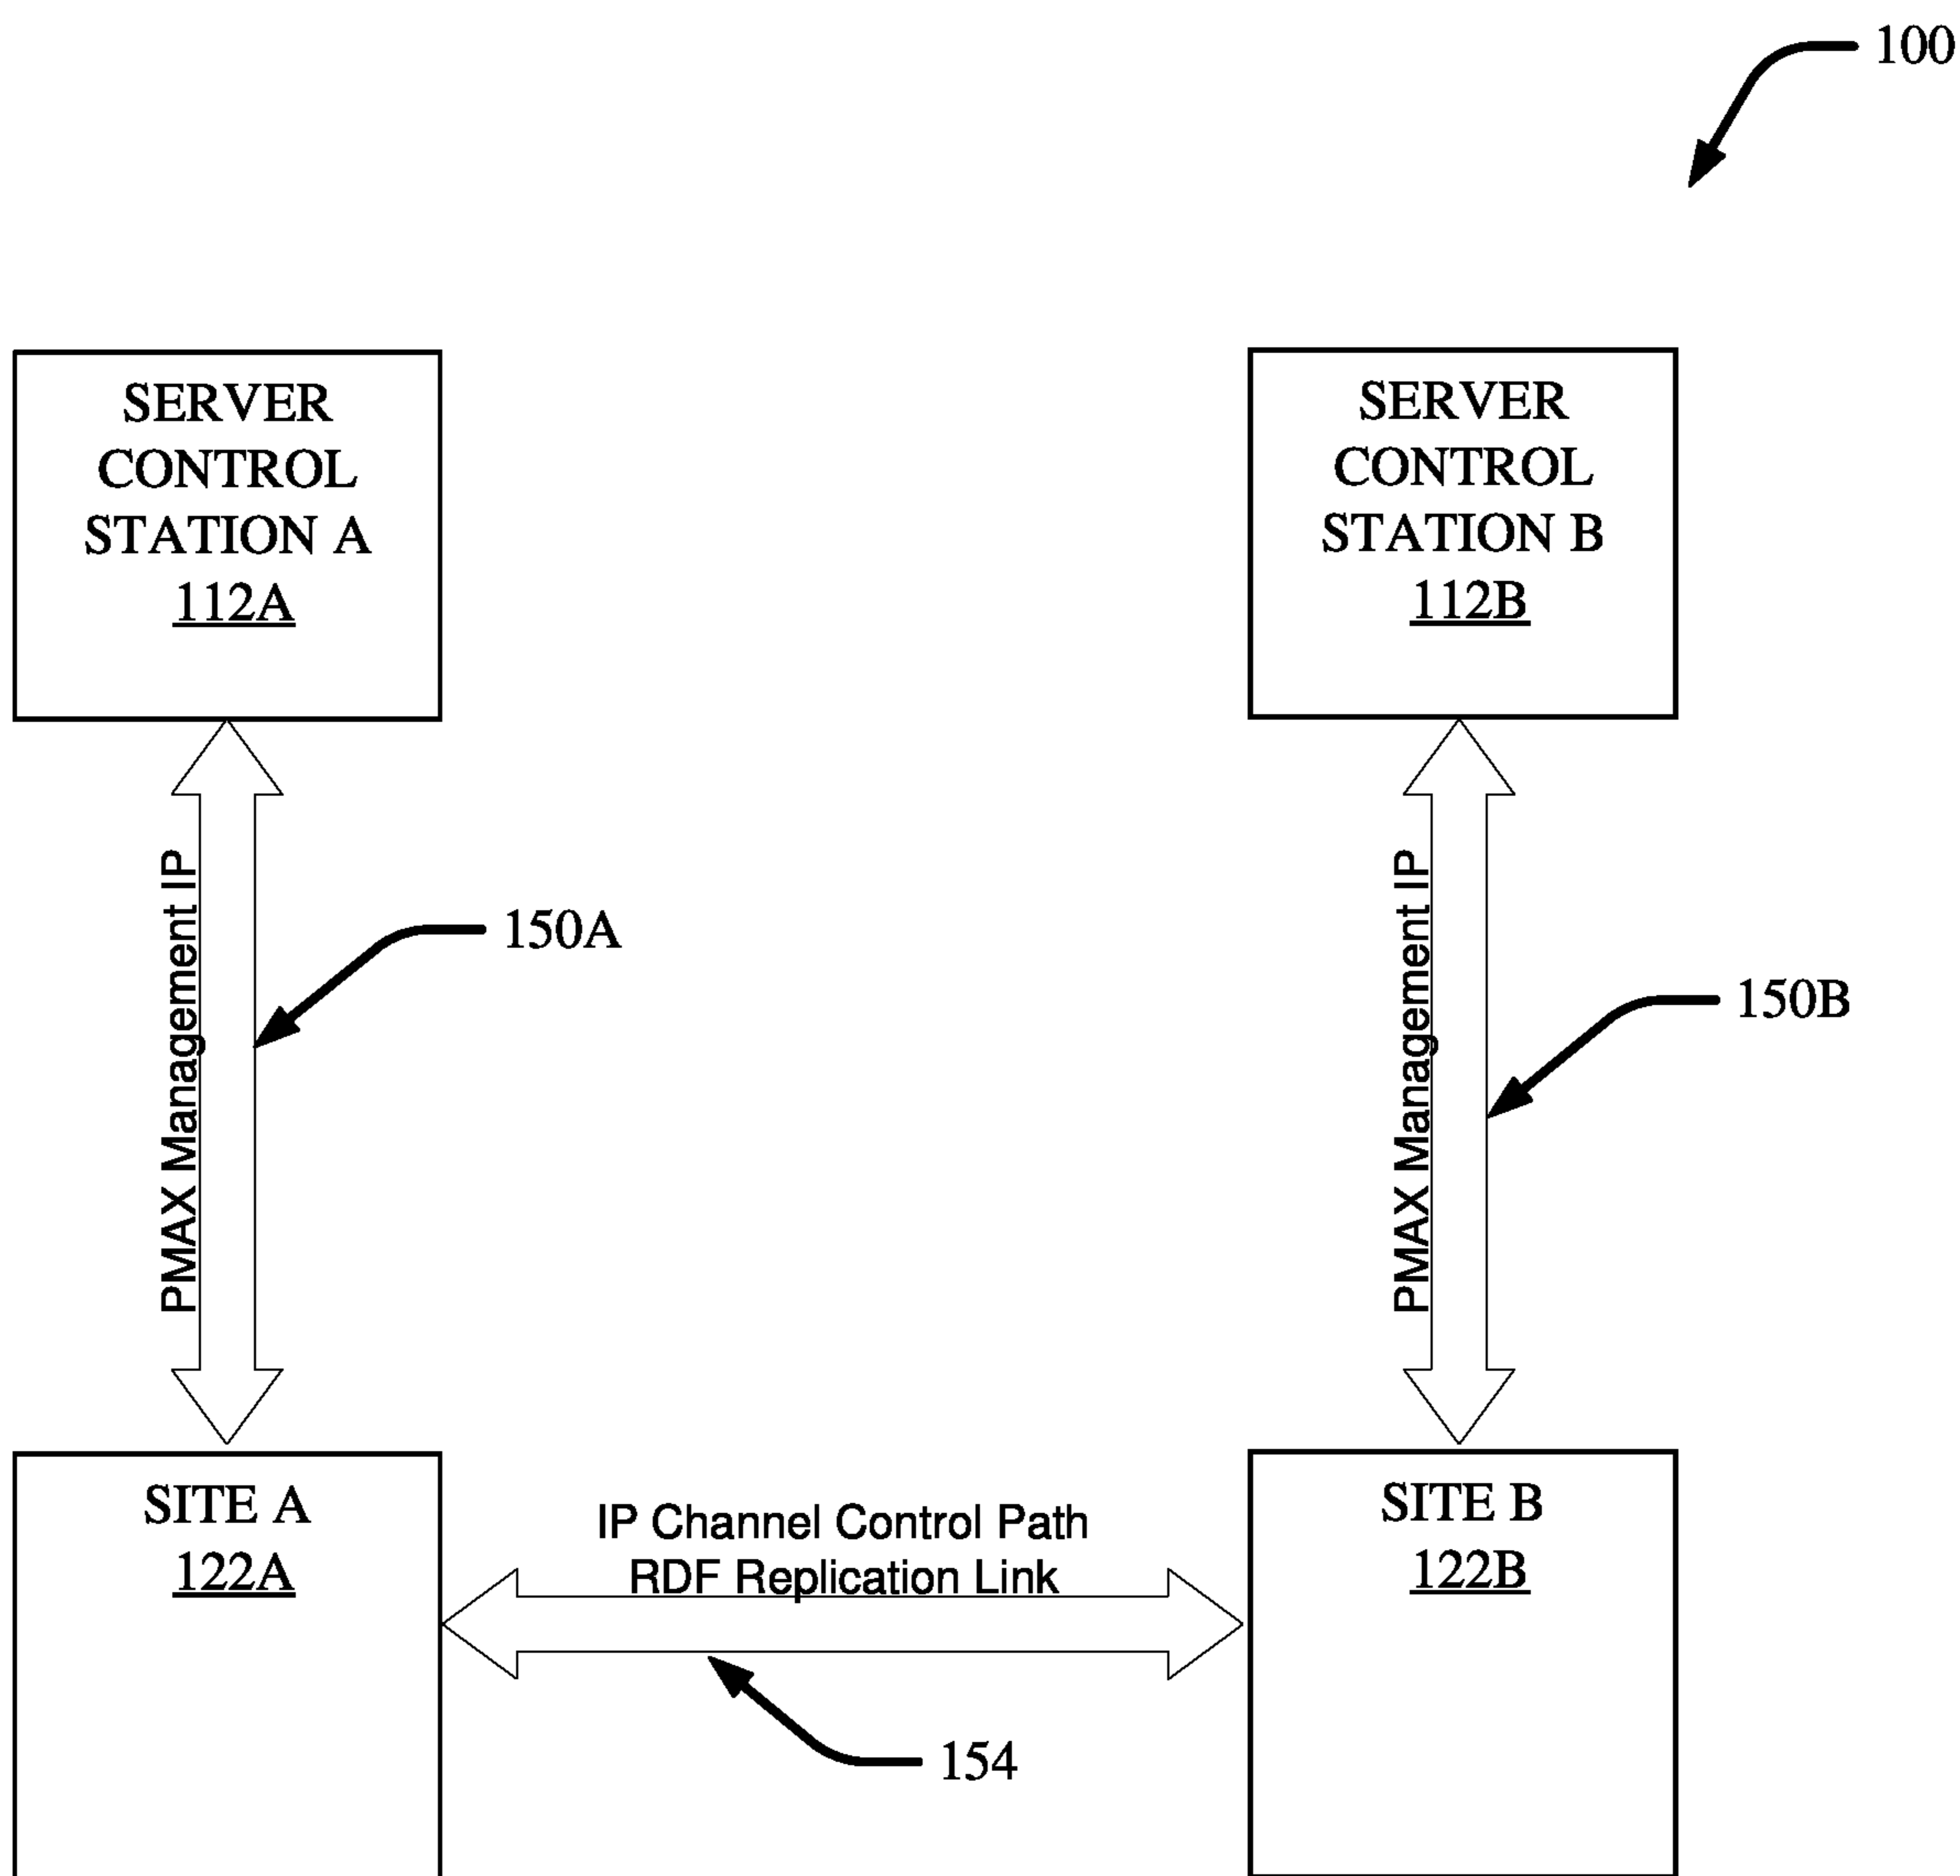 100
SERVER
CONTROL
STATION A
112A
SERVER
CONTROL
STATION B
112B
PMAX Management IP
150A
PMAX Management IP
150B
SITE A
122A
IP Channel Control Path
RDF Replication Link
154
SITE B
122B